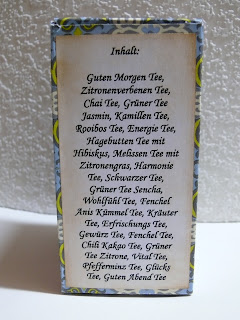 Inhalt:
Guten Morgen Tee,
Zitronenverbenen Tee,
Chai Tee, Grüner Tee
Jasmin, Kamillen Tee,
Rooibos Tee, Energie Tee,
Hagebutten Tee mit
Hibiskus, Melissen Tee mit
Zitronengras, Harmonie
Tee, Schwarzer Tee,
Grüner Tee Sencha,
Wohlfühl Tee, Fenchel
Anis Kümmel Tee, Kräuter
Tee, Erfrischungs Tee,
Gewürz Tee, Fenchel Tee,
Chili Kakao Tee, Grüner
Tee Zitrone, Vital Tee,
Pfefferminz Tee, Glücks
Tee, Guten Abend Tee